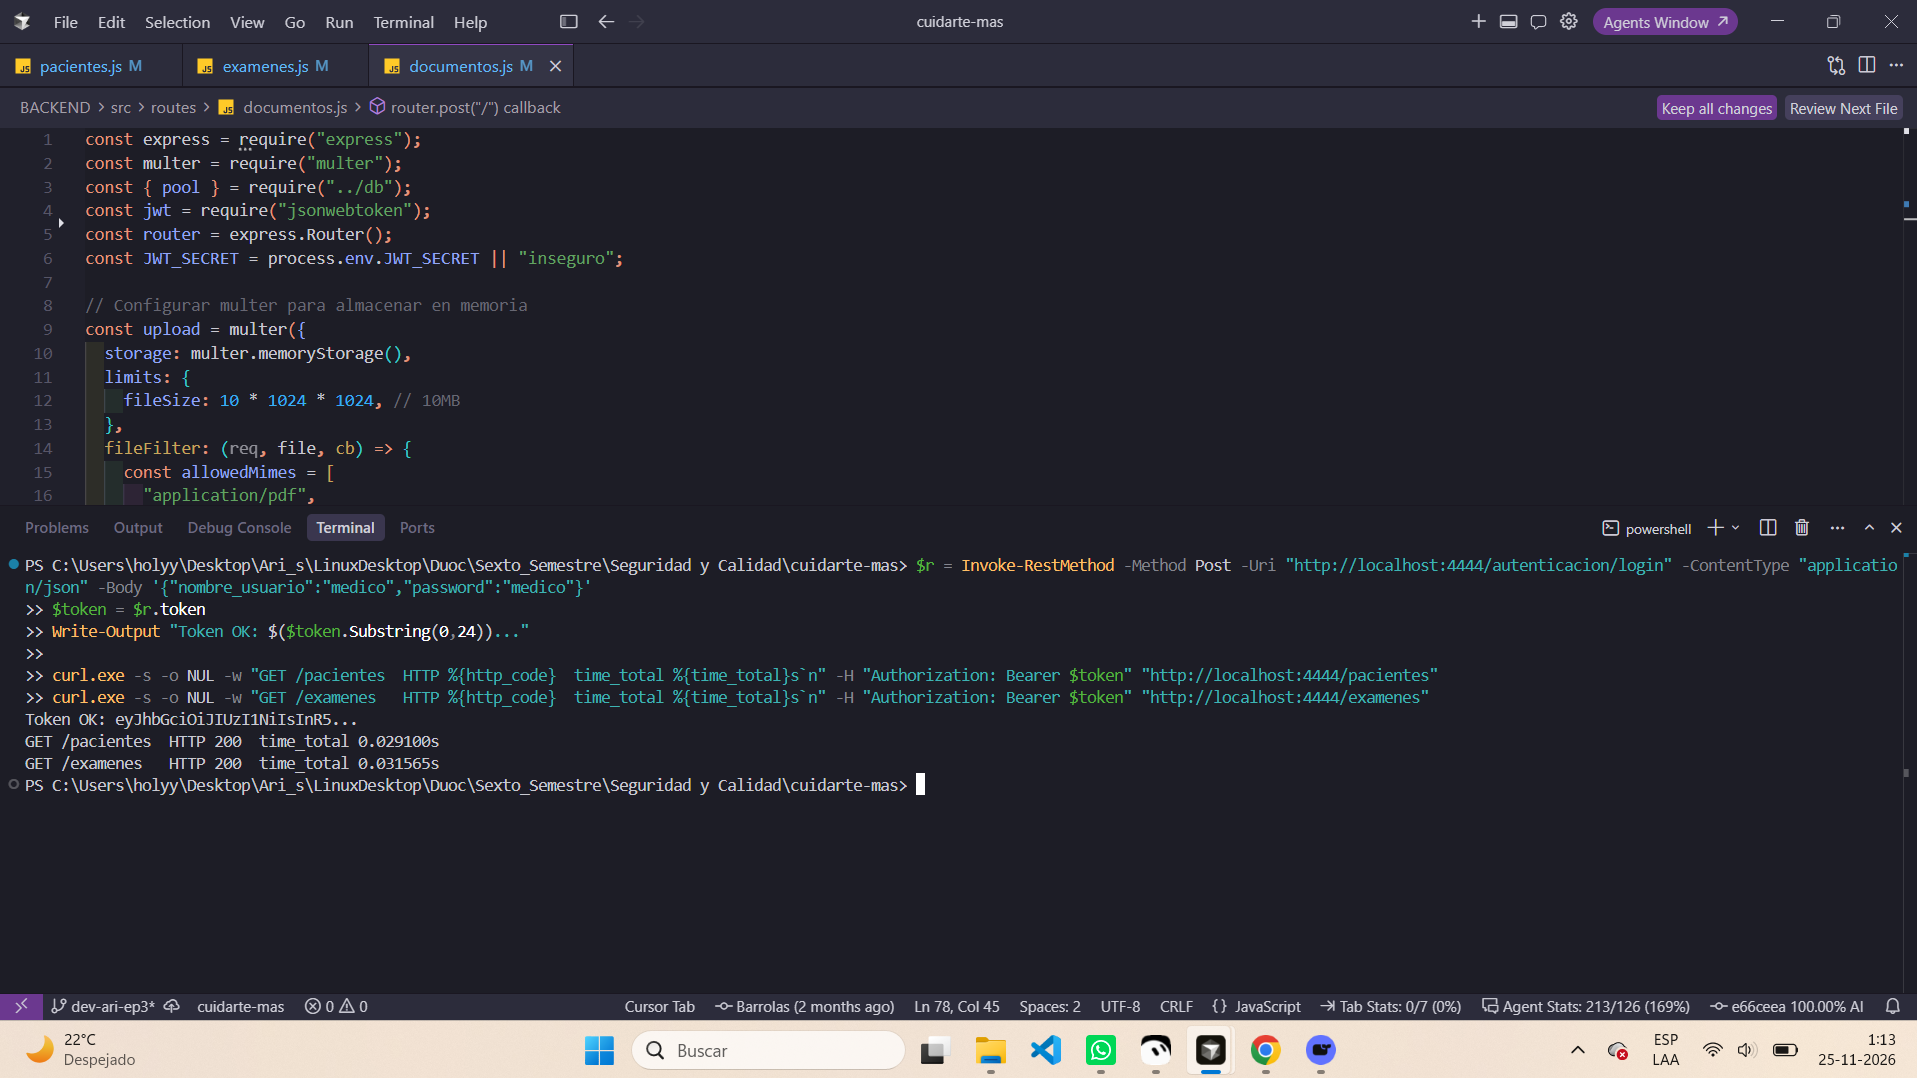 File Edit Selection View Go Run Terminal Help
cuidarte-mas
Agents Window
pacientes.js M
examenes.js M
documentos.js M
BACKEND > src > routes > documentos.js > router.post("/") callback
Keep all changes
Review Next File
1 const express = require("express");
2 const multer = require("multer");
3 const { pool } = require("../db");
4 const jwt = require("jsonwebtoken");
5 const router = express.Router();
6 const JWT_SECRET = process.env.JWT_SECRET || "inseguro";
7
8 // Configurar multer para almacenar en memoria
9 const upload = multer({
10 storage: multer.memoryStorage(),
11 limits: {
12 fileSize: 10 * 1024 * 1024, // 10MB
13 },
14 fileFilter: (req, file, cb) => {
15 const allowedMimes = [
16 "application/pdf",
Problems Output Debug Console Terminal Ports
powershell
PS C:\Users\holyy\Desktop\Ari_s\LinuxDesktop\Duoc\Sexto_Semestre\Seguridad y Calidad\cuidarte-mas> $r = Invoke-RestMethod -Method Post -Uri "http://localhost:4444/autenticacion/login" -ContentType "applicatio
n/json" -Body '{"nombre_usuario":"medico","password":"medico"}'
>> $token = $r.token
>> Write-Output "Token OK: $($token.Substring(0,24))..."
>>
>> curl.exe -s -o NUL -w "GET /pacientes  HTTP %{http_code}  time_total %{time_total}s`n" -H "Authorization: Bearer $token" "http://localhost:4444/pacientes"
>> curl.exe -s -o NUL -w "GET /examenes   HTTP %{http_code}  time_total %{time_total}s`n" -H "Authorization: Bearer $token" "http://localhost:4444/examenes"
Token OK: eyJhbGciOiJIUzI1NiIsInR5...
GET /pacientes  HTTP 200  time_total 0.029100s
GET /examenes   HTTP 200  time_total 0.031565s
PS C:\Users\holyy\Desktop\Ari_s\LinuxDesktop\Duoc\Sexto_Semestre\Seguridad y Calidad\cuidarte-mas>
dev-ari-ep3* cuidarte-mas 0 0
Cursor Tab Barrolas (2 months ago) Ln 78, Col 45 Spaces: 2 UTF-8 CRLF {} JavaScript Tab Stats: 0/7 (0%) Agent Stats: 213/126 (169%) e66ceea 100.00% AI
22°C
Despejado
Buscar
ESP
LAA
1:13
25-11-2026